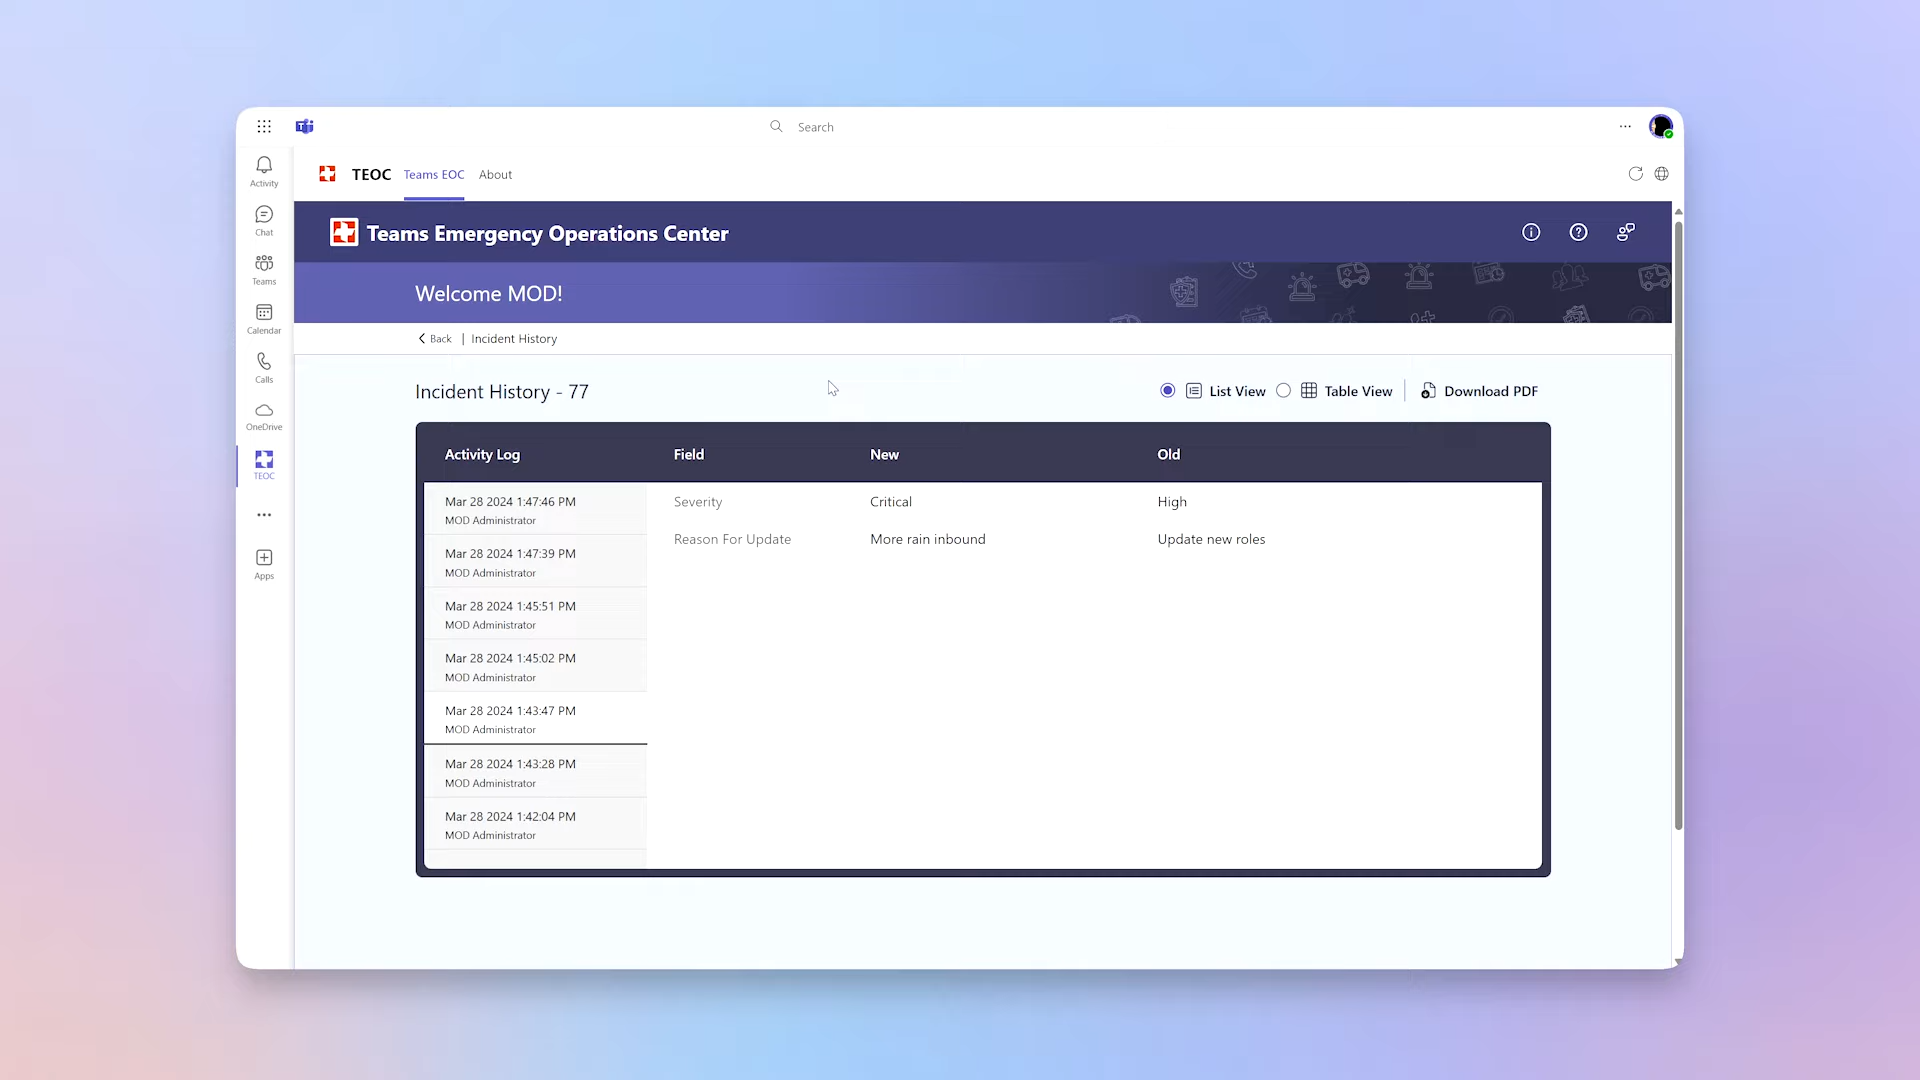 Search
Activity
Chat
Teams
Calendar
Calls
OneDrive
TEOC
Apps
TEOC Teams EOC About
Teams Emergency Operations Center
Welcome MOD!
Back | Incident History
Incident History - 77
List View Table View Download PDF
Activity Log Field New Old
Mar 28 2024 1:47:46 PM
MOD Administrator
Mar 28 2024 1:47:39 PM
MOD Administrator
Mar 28 2024 1:45:51 PM
MOD Administrator
Mar 28 2024 1:45:02 PM
MOD Administrator
Mar 28 2024 1:43:47 PM
MOD Administrator
Mar 28 2024 1:43:28 PM
MOD Administrator
Mar 28 2024 1:42:04 PM
MOD Administrator
Severity Critical High
Reason For Update More rain inbound Update new roles